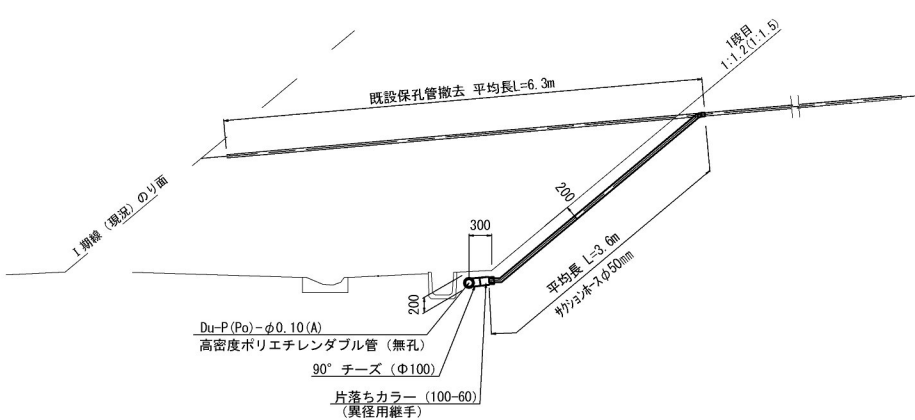 1段目
1:1.2(1:1.5)
既設保孔管撤去 平均長L=6.3m
Ⅰ期線（現況）のり面
200
300
平均長 L=3.6m
サクションホースφ50mm
200
Du-P(Po)-φ0.10(A)
高密度ポリエチレンダブル管（無孔）
90° チーズ（Φ100）
片落ちカラー（100-60）
（異径用継手）